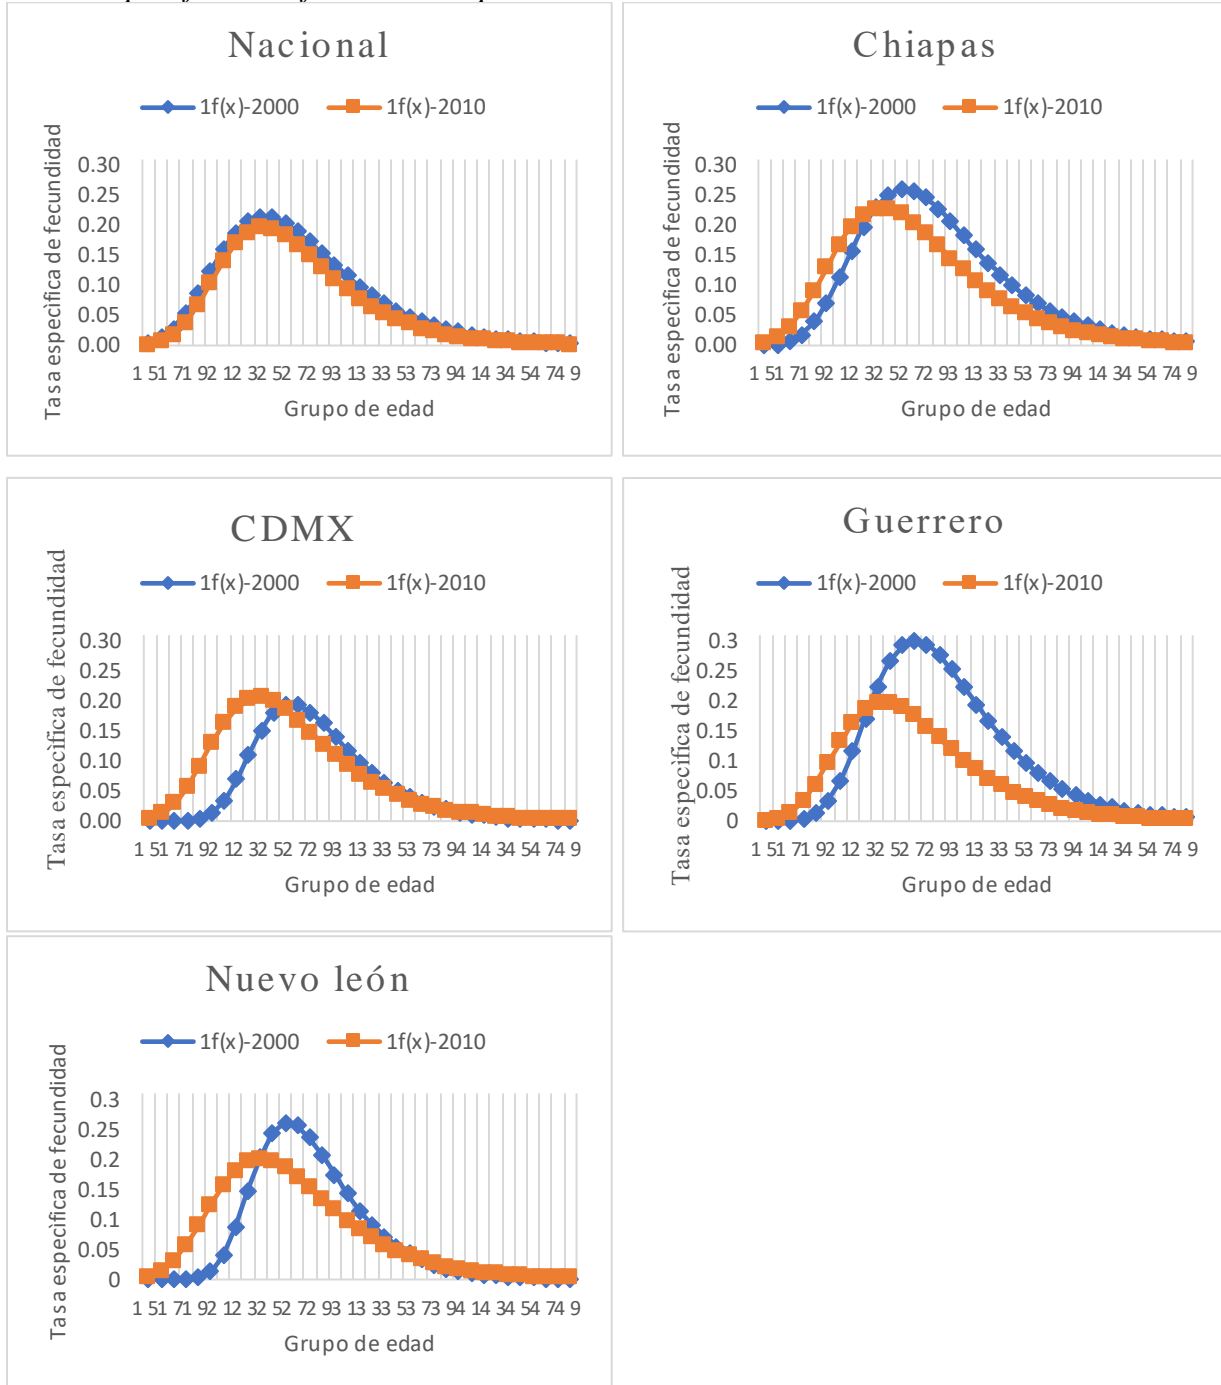 Nacional
1f(x)-2000 1f(x)-2010
Tasa especìfica de fecundidad
0.30
0.25
0.20
0.15
0.10
0.05
0.00
1 51 71 92 12 32 52 72 93 13 33 53 73 94 14 34 54 74 9
Grupo de edad
Chiapas
1f(x)-2000 1f(x)-2010
Tasa especìfica de fecundidad
0.30
0.25
0.20
0.15
0.10
0.05
0.00
1 51 71 92 12 32 52 72 93 13 33 53 73 94 14 34 54 74 9
Grupo de edad
CDMX
1f(x)-2000 1f(x)-2010
Tasa especìfica de fecundidad
0.30
0.25
0.20
0.15
0.10
0.05
0.00
1 51 71 92 12 32 52 72 93 13 33 53 73 94 14 34 54 74 9
Grupo de edad
Guerrero
1f(x)-2000 1f(x)-2010
Tasa especìfica de fecundidad
0.3
0.25
0.2
0.15
0.1
0.05
0
1 51 71 92 12 32 52 72 93 13 33 53 73 94 14 34 54 74 9
Grupo de edad
Nuevo león
1f(x)-2000 1f(x)-2010
Tasa especìfica de fecundidad
0.3
0.25
0.2
0.15
0.1
0.05
0
1 51 71 92 12 32 52 72 93 13 33 53 73 94 14 34 54 74 9
Grupo de edad